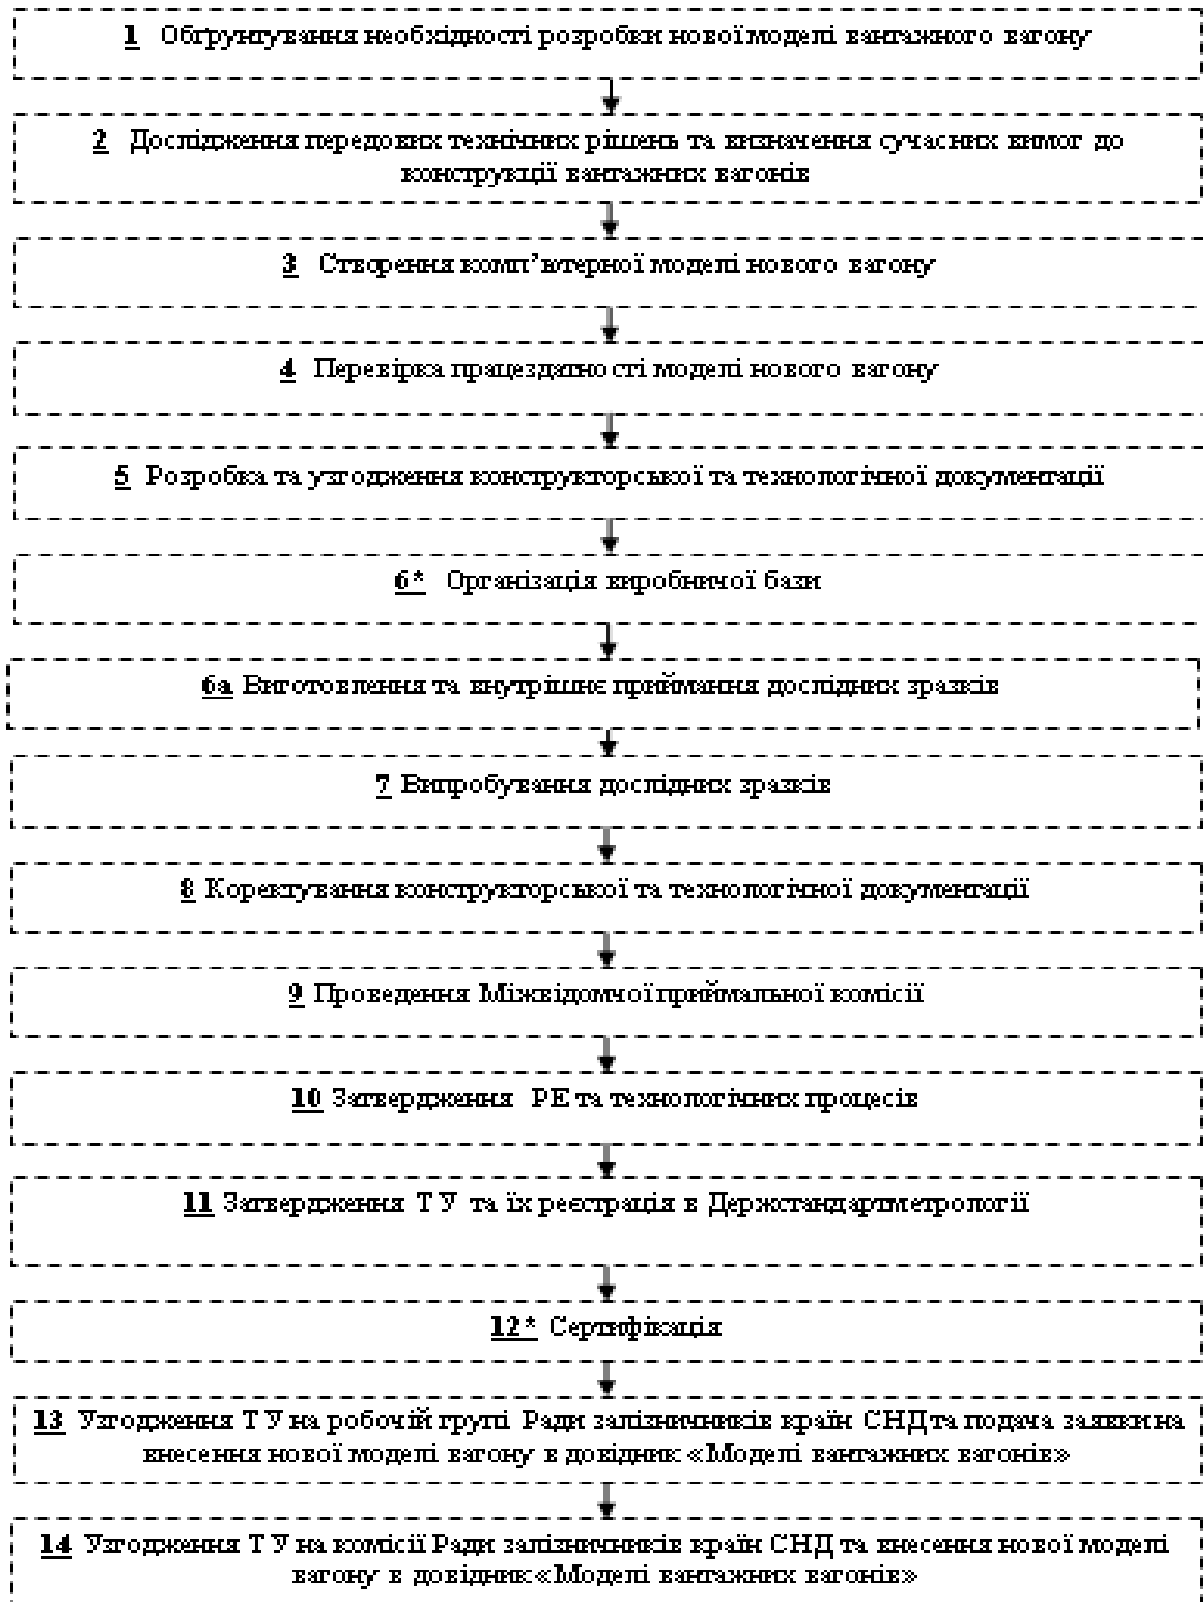 1 Обґрунтування необхідності розробки нової моделі вантажного вагону
2 Дослідження передових технічних рішень та визначення сучасних вимог до
конструкції вантажних вагонів
3 Створення комп’ютерної моделі нового вагону
4 Перевірка працездатності моделі нового вагону
5 Розробка та узгодження конструкторської та технологічної документації
6* Організація виробничої бази
6а Виготовлення та внутрішнє приймання дослідних зразків
7 Випробування дослідних зразків
8 Коректування конструкторської та технологічної документації
9 Проведення Міжвідомчої приймальної комісії
10 Затвердження РЕ та технологічних процесів
11 Затвердження ТУ та їх реєстрація в Держстандартметрології
12* Сертифікація
13 Узгодження ТУ на робочій групі Ради залізничників країн СНД та подача заявки на
внесення нової моделі вагону в довідник «Моделі вантажних вагонів»
14 Узгодження ТУ на комісії Ради залізничників країн СНД та внесення нової моделі
вагону в довідник «Моделі вантажних вагонів»